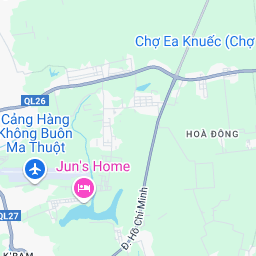 Chợ Ea Knuếc (Chợ
QL26
Cảng Hàng
Không Buôn
Ma Thuột
HOÀ ĐÔNG
Jun's Home
Đ. Hồ Chí Minh
QL27
K'RAM